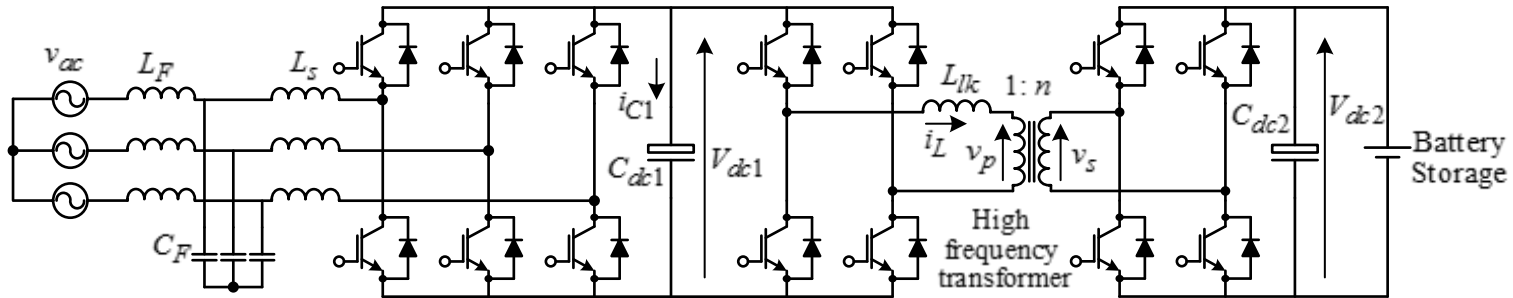 v_ac
L_F
L_s
C_F
i_C1
C_dc1
V_dc1
L_lk
1: n
i_L
v_p
v_s
High
frequency
transformer
C_dc2
V_dc2
Battery
Storage